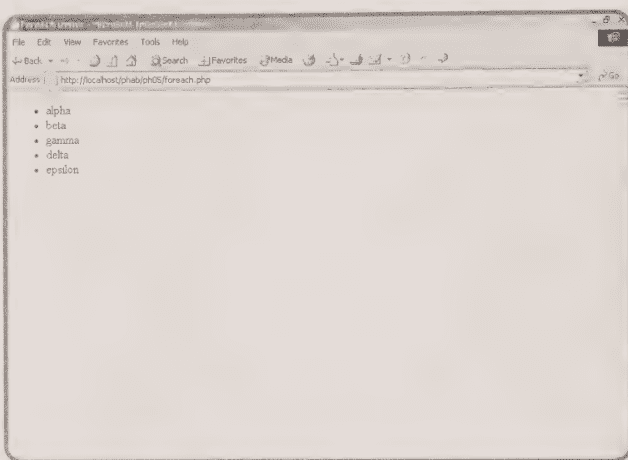 File Edit View Favorites Tools Help
Back Search Favorites Media
Address http://localhost/phab/ph05/foreach.php Go
• alpha
• beta
• gamma
• delta
• epsilon